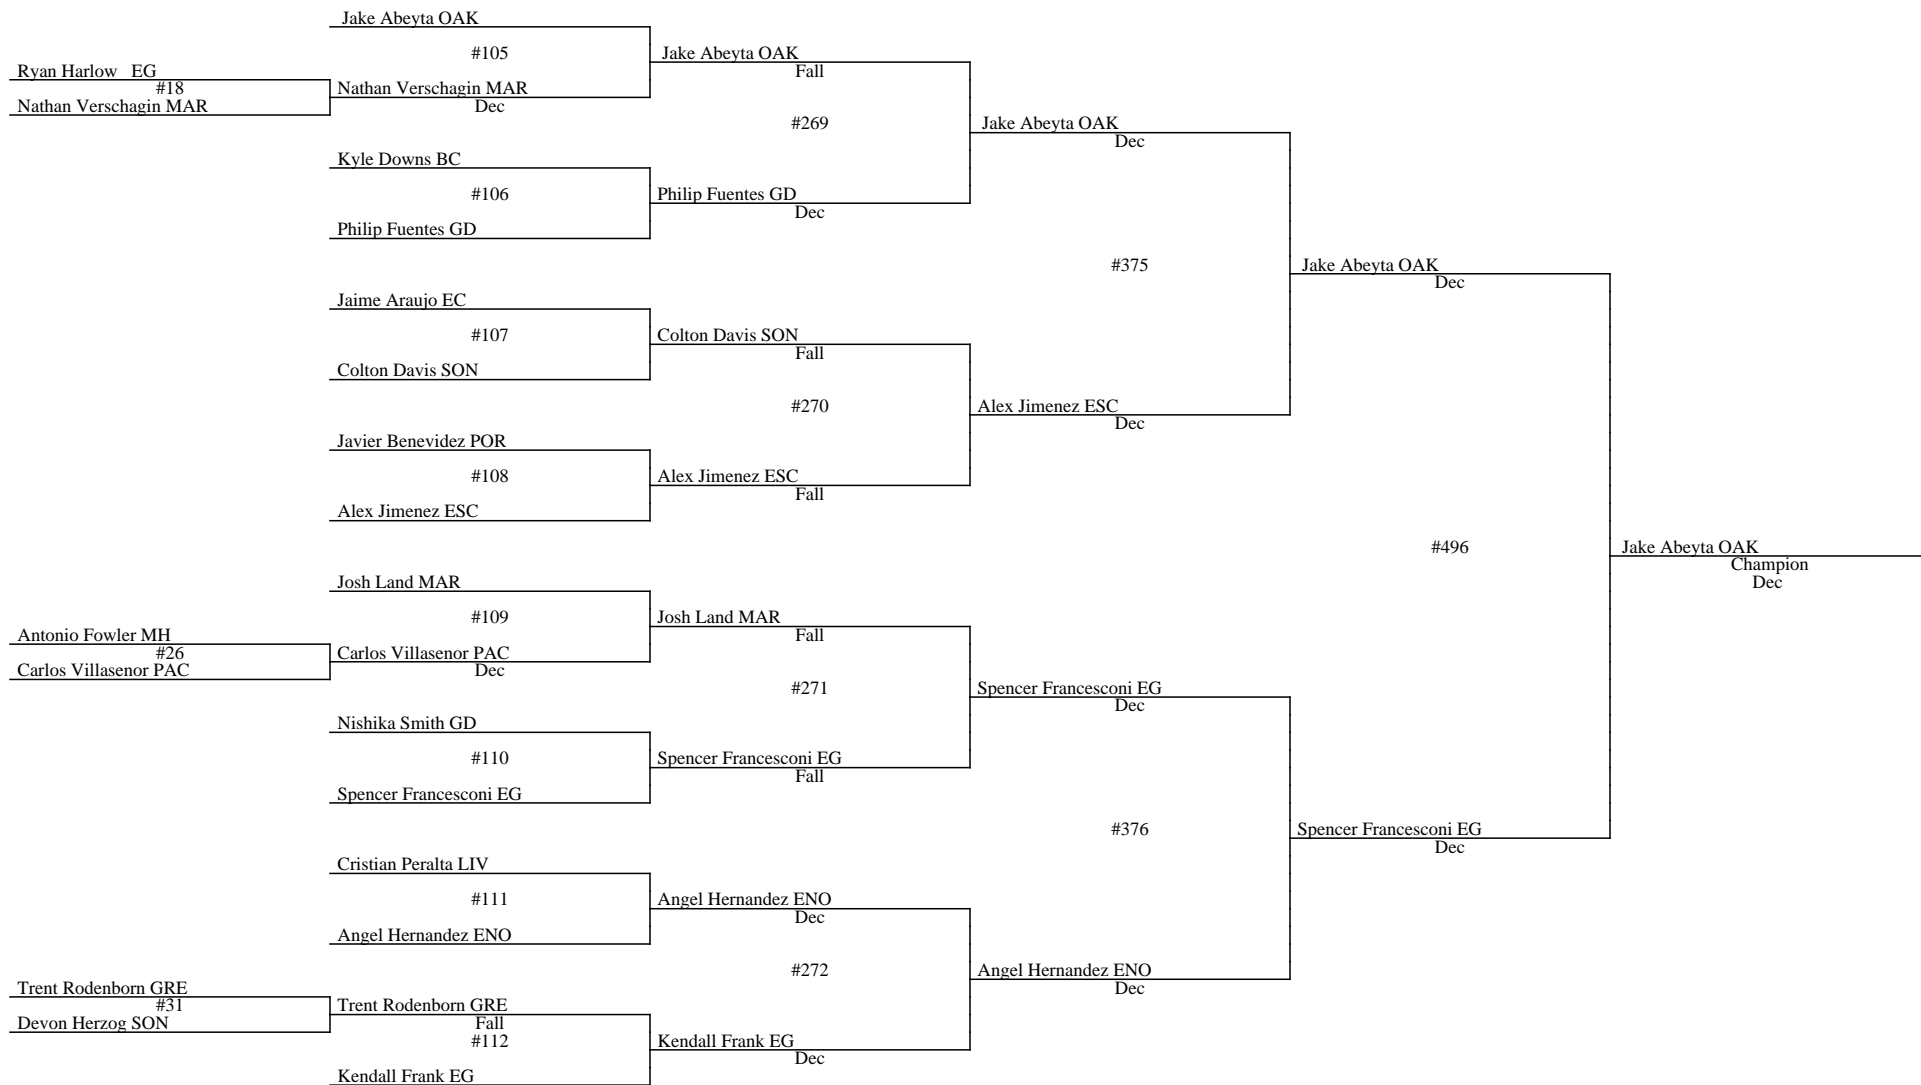 Jake Abeyta OAK
#105
Jake Abeyta OAK
Fall
Ryan Harlow EG
#18
Nathan Verschagin MAR
Nathan Verschagin MAR
Dec
#269
Jake Abeyta OAK
Dec
Kyle Downs BC
#106
Philip Fuentes GD
Dec
Philip Fuentes GD
#375
Jake Abeyta OAK
Dec
Jaime Araujo EC
#107
Colton Davis SON
Fall
Colton Davis SON
#270
Alex Jimenez ESC
Dec
Javier Benevidez POR
#108
Alex Jimenez ESC
Fall
Alex Jimenez ESC
#496
Jake Abeyta OAK
Champion
Dec
Josh Land MAR
#109
Josh Land MAR
Fall
Antonio Fowler MH
#26
Carlos Villasenor PAC
Carlos Villasenor PAC
Dec
#271
Spencer Francesconi EG
Dec
Nishika Smith GD
#110
Spencer Francesconi EG
Fall
Spencer Francesconi EG
#376
Spencer Francesconi EG
Dec
Cristian Peralta LIV
#111
Angel Hernandez ENO
Dec
Angel Hernandez ENO
#272
Angel Hernandez ENO
Dec
Trent Rodenborn GRE
#31
Devon Herzog SON
Trent Rodenborn GRE
Fall
#112
Kendall Frank EG
Dec
Kendall Frank EG